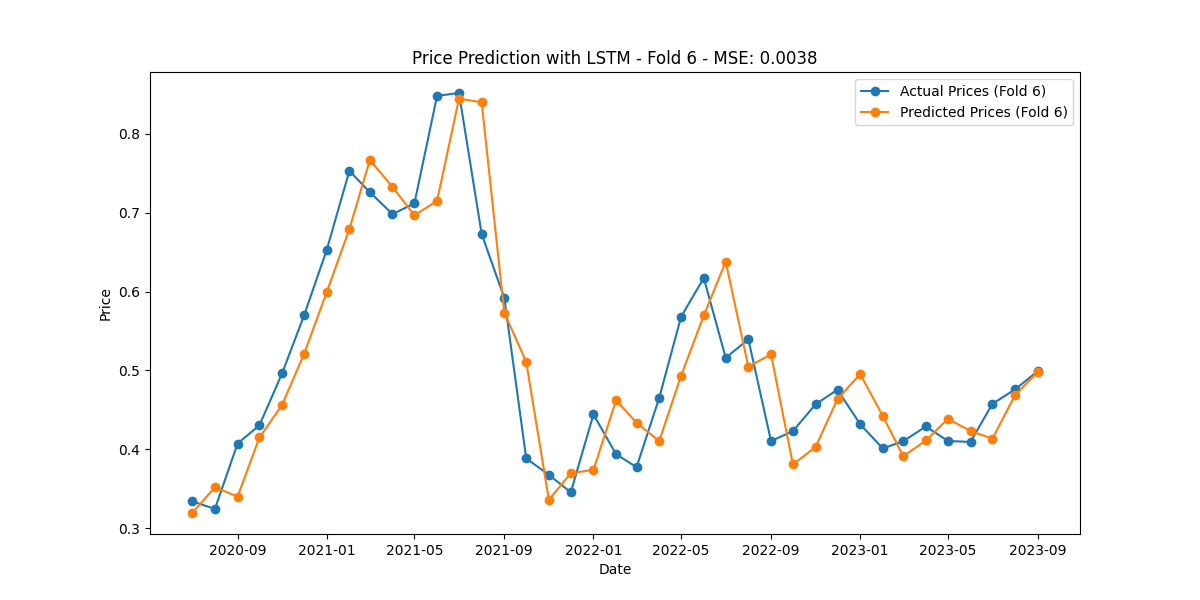 Price Prediction with LSTM - Fold 6 - MSE: 0.0038
Actual Prices (Fold 6)
Predicted Prices (Fold 6)
Price
0.8
0.7
0.6
0.5
0.4
0.3
2020-09 2021-01 2021-05 2021-09 2022-01 2022-05 2022-09 2023-01 2023-05 2023-09
Date